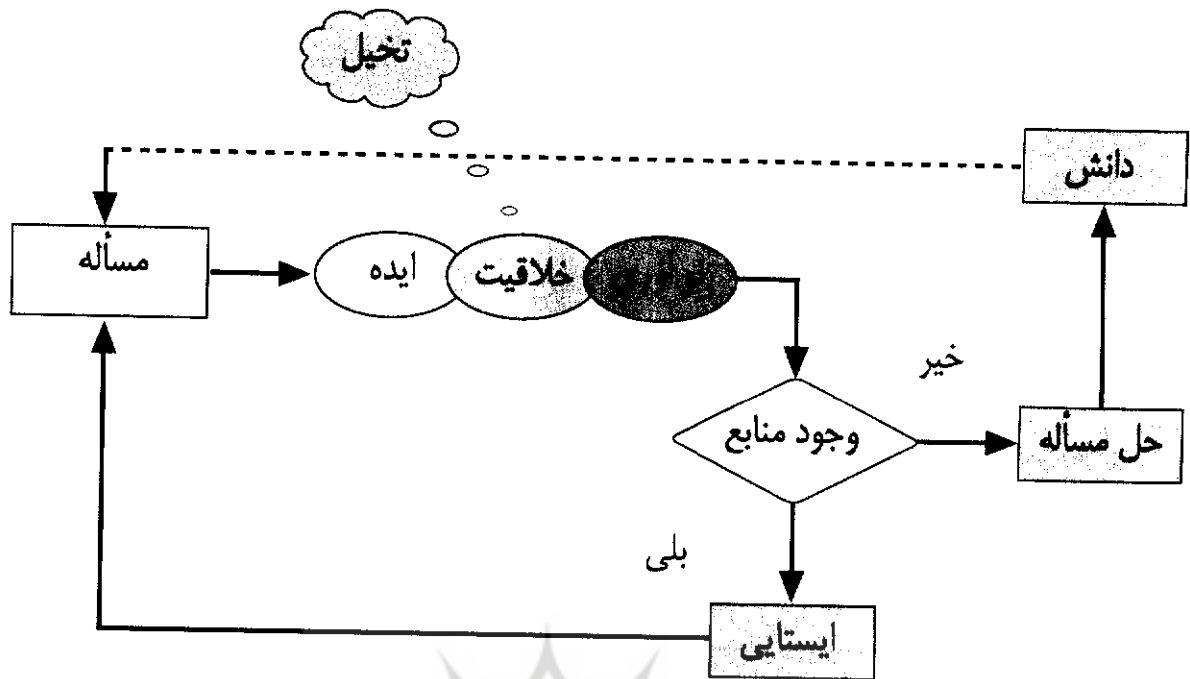 تخیل
دانش
مسأله
ایده
خلاقیت
خیر
وجود منابع
حل مسأله
بلی
ایستایی